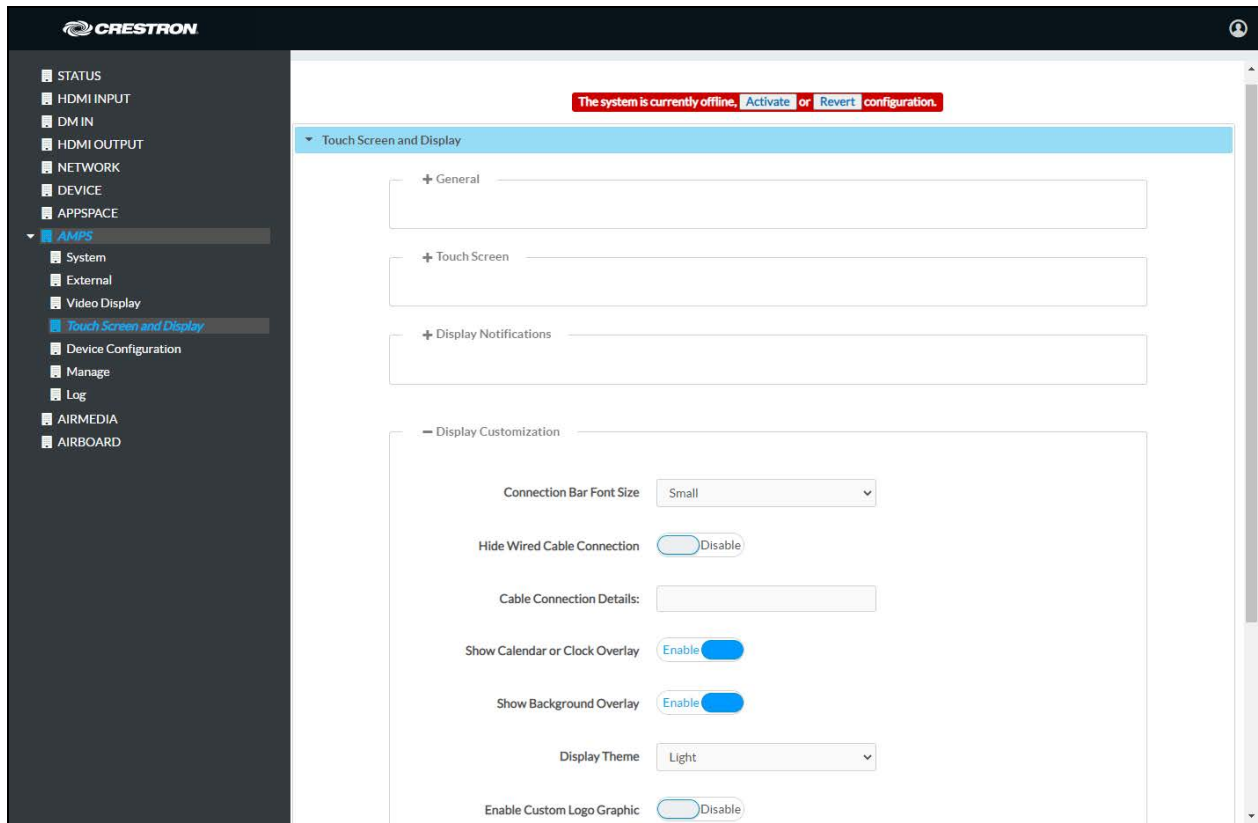 CRESTRON
STATUS
HDMI INPUT
DM IN
HDMI OUTPUT
NETWORK
DEVICE
APPSPACE
AMPS
System
External
Video Display
Touch Screen and Display
Device Configuration
Manage
Log
AIRMEDIA
AIRBOARD
The system is currently offline, Activate or Revert configuration.
Touch Screen and Display
General
Touch Screen
Display Notifications
Display Customization
Connection Bar Font Size Small
Hide Wired Cable Connection Disable
Cable Connection Details:
Show Calendar or Clock Overlay Enable
Show Background Overlay Enable
Display Theme Light
Enable Custom Logo Graphic Disable